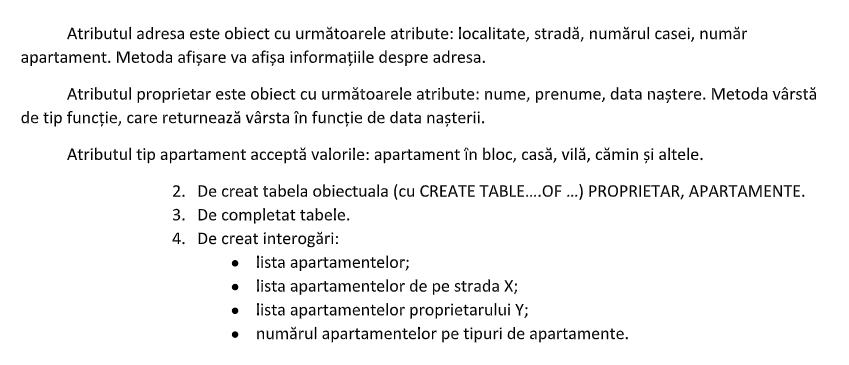 Atributul adresa este obiect cu următoarele atribute: localitate, stradă, numărul casei, număr
apartament. Metoda afișare va afișa informațiile despre adresa.
Atributul proprietar este obiect cu următoarele atribute: nume, prenume, data naștere. Metoda vârstă
de tip funcție, care returnează vârsta în funcție de data nașterii.
Atributul tip apartament acceptă valorile: apartament în bloc, casă, vilă, cămin și altele.
2. De creat tabela obiectuala (cu CREATE TABLE....OF ...) PROPRIETAR, APARTAMENTE.
3. De completat tabele.
4. De creat interogări:
• lista apartamentelor;
• lista apartamentelor de pe strada X;
• lista apartamentelor proprietarului Y;
• numărul apartamentelor pe tipuri de apartamente.